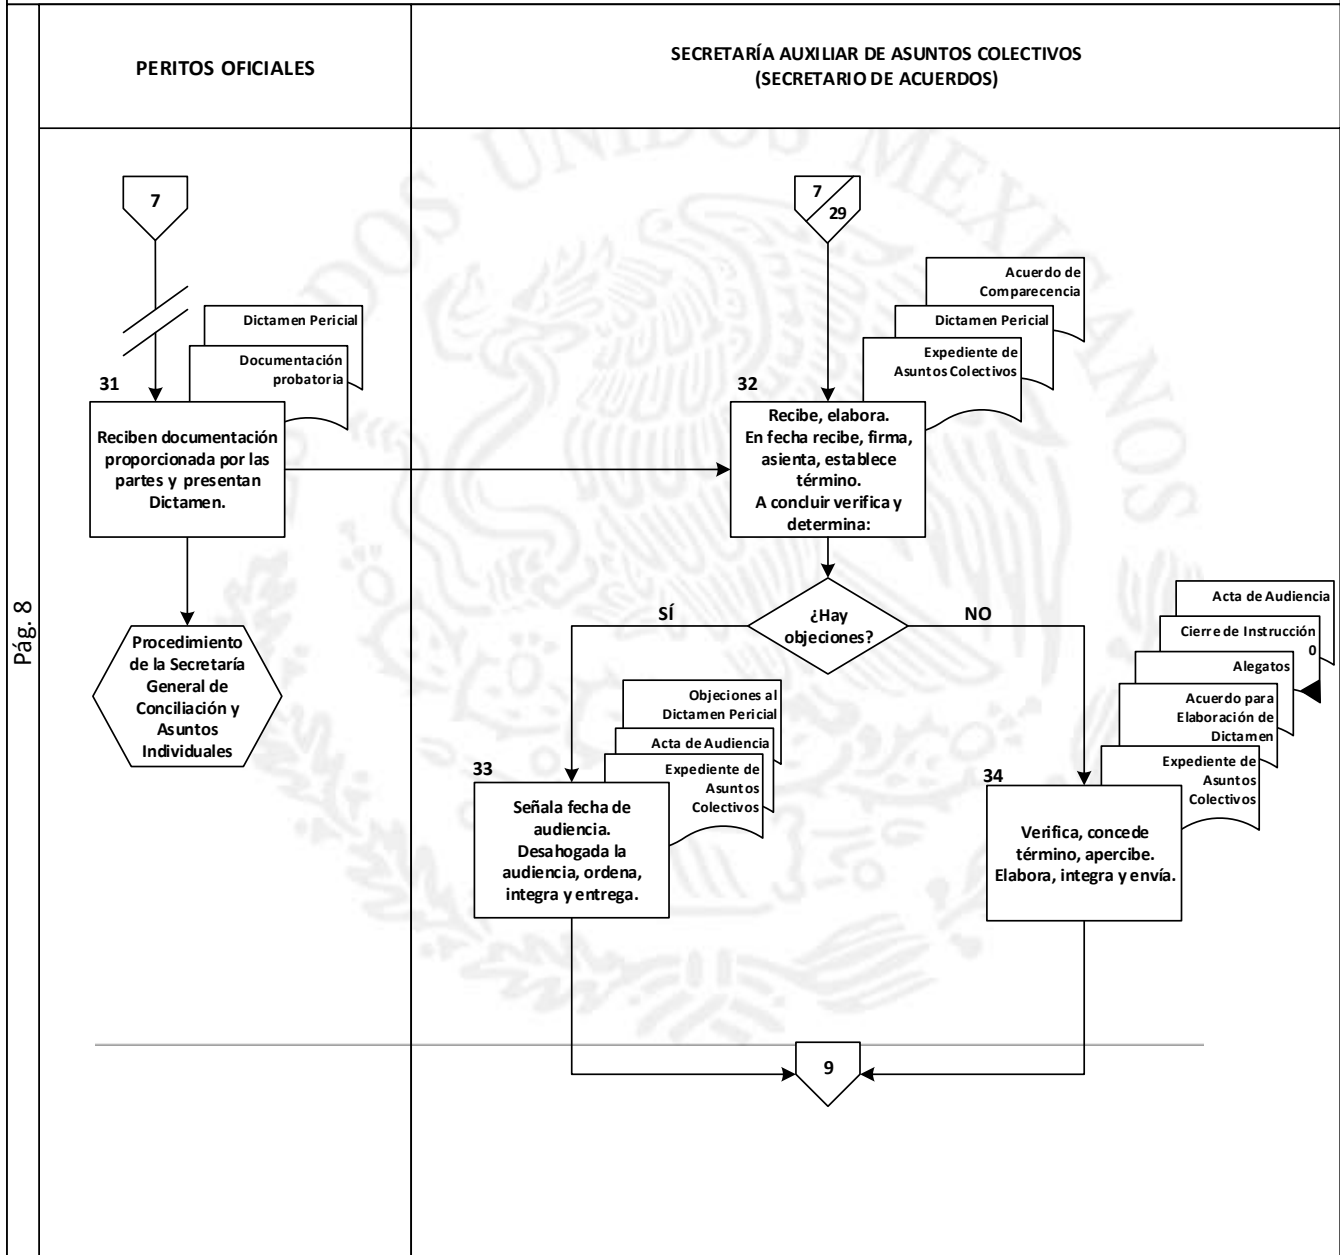 PERITOS OFICIALES
SECRETARÍA AUXILIAR DE ASUNTOS COLECTIVOS
(SECRETARIO DE ACUERDOS)
Pág. 8
UNIDOS MEXICANOS
7
Dictamen Pericial
Documentación
probatoria
31
Reciben documentación
proporcionada por las
partes y presentan
Dictamen.
Procedimiento
de la Secretaría
General de
Conciliación y
Asuntos
Individuales
7
29
Acuerdo de
Comparecencia
Dictamen Pericial
Expediente de
Asuntos Colectivos
32
Recibe, elabora.
En fecha recibe, firma,
asienta, establece
término.
A concluir verifica y
determina:
¿Hay
objeciones?
SÍ
NO
Objeciones al
Dictamen Pericial
Acta de Audiencia
Expediente de
Asuntos
Colectivos
33
Señala fecha de
audiencia.
Desahogada la
audiencia, ordena,
integra y entrega.
Acta de Audiencia
Cierre de Instrucción
0
Alegatos
Acuerdo para
Elaboración de
Dictamen
Expediente de
Asuntos
Colectivos
34
Verifica, concede
término, apercibe.
Elabora, integra y envía.
9